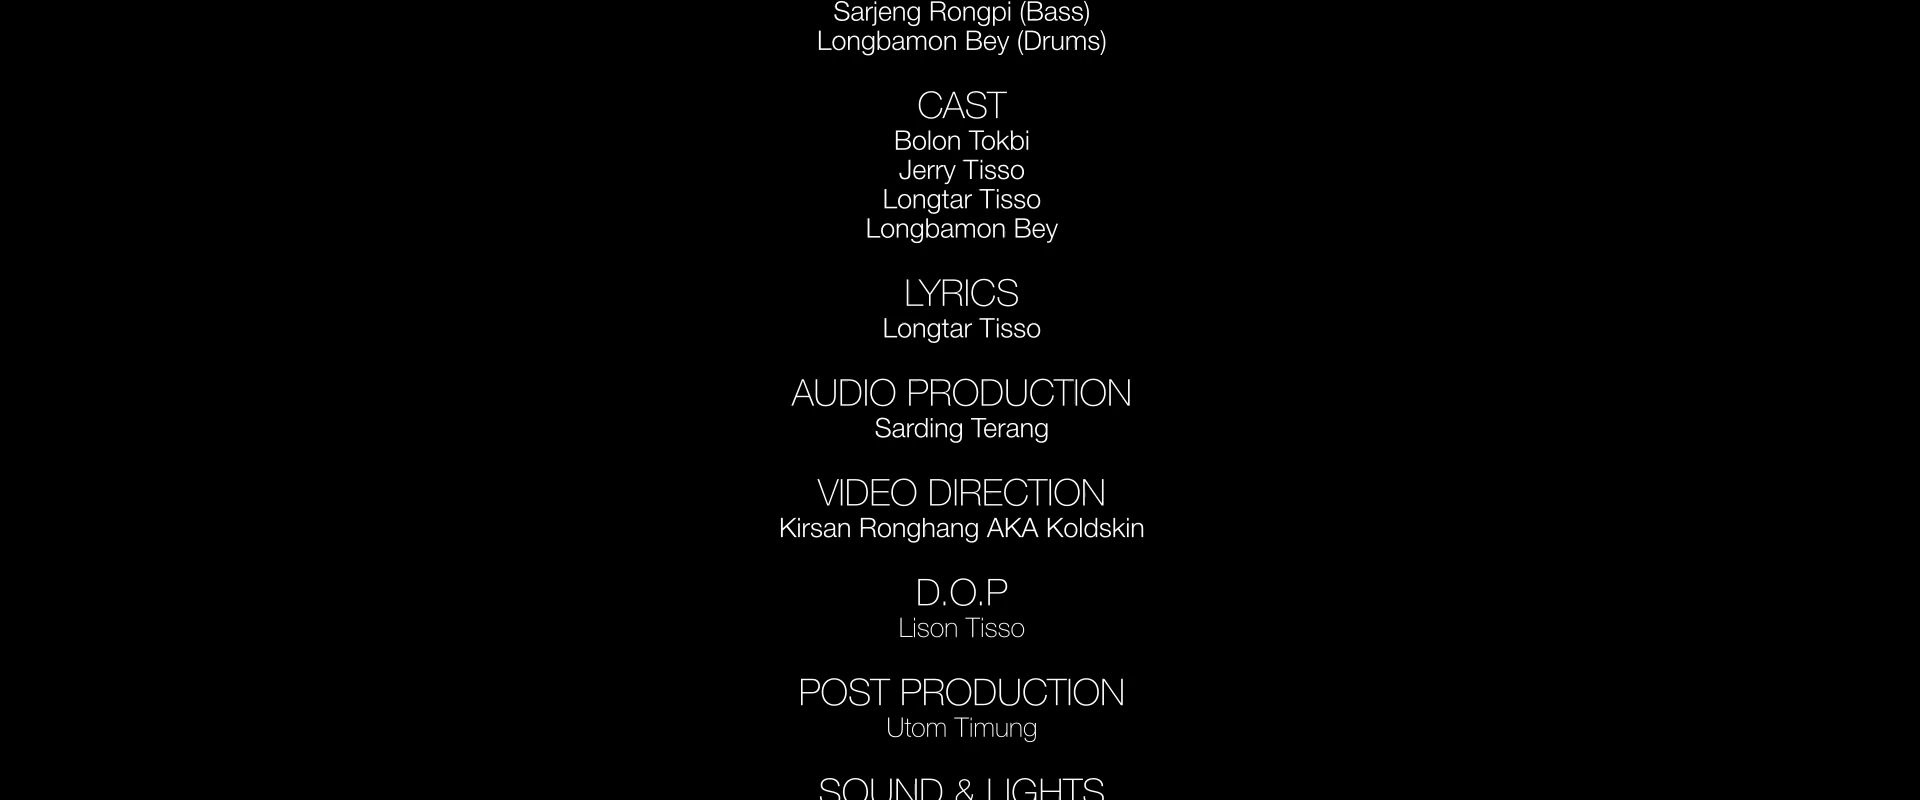 Sarjeng Rongpi (Bass)
Longbamon Bey (Drums)
CAST
Bolon Tokbi
Jerry Tisso
Longtar Tisso
Longbamon Bey
LYRICS
Longtar Tisso
AUDIO PRODUCTION
Sarding Terang
VIDEO DIRECTION
Kirsan Ronghang AKA Koldskin
D.O.P
Lison Tisso
POST PRODUCTION
Utom Timung
SOUND & LIGHTS